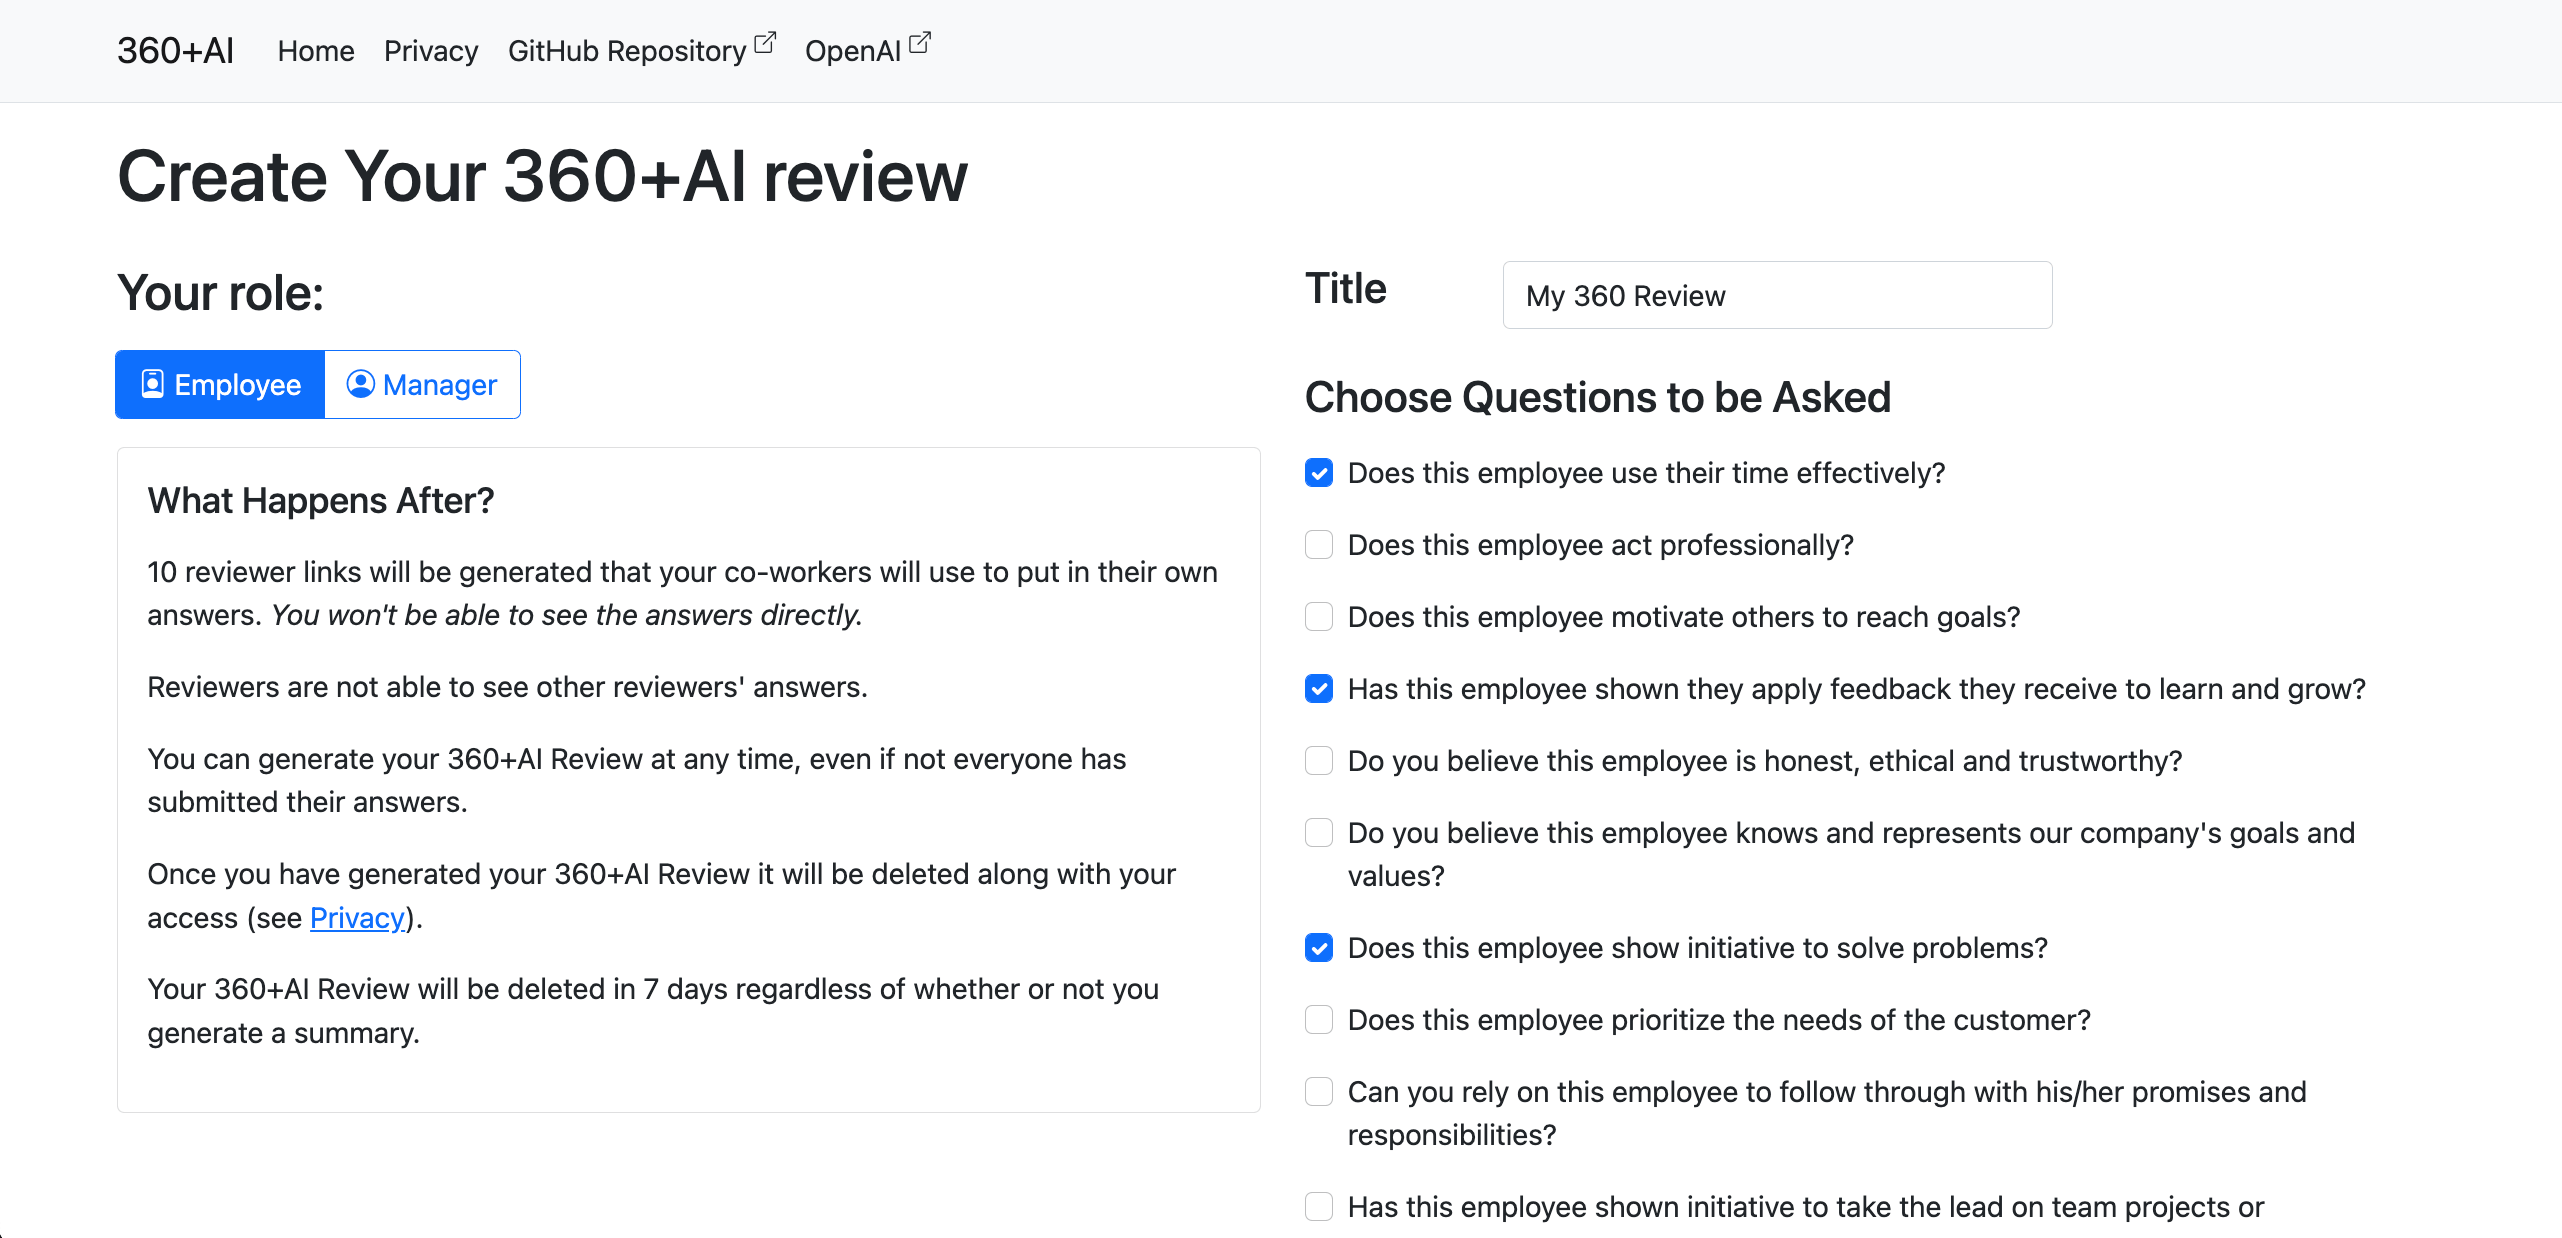 360+AI Home Privacy GitHub Repository OpenAI
Create Your 360+AI review
Your role:
Employee Manager
What Happens After?
10 reviewer links will be generated that your co-workers will use to put in their own
answers. You won't be able to see the answers directly.
Reviewers are not able to see other reviewers' answers.
You can generate your 360+AI Review at any time, even if not everyone has
submitted their answers.
Once you have generated your 360+AI Review it will be deleted along with your
access (see Privacy).
Your 360+AI Review will be deleted in 7 days regardless of whether or not you
generate a summary.
Title My 360 Review
Choose Questions to be Asked
Does this employee use their time effectively?
Does this employee act professionally?
Does this employee motivate others to reach goals?
Has this employee shown they apply feedback they receive to learn and grow?
Do you believe this employee is honest, ethical and trustworthy?
Do you believe this employee knows and represents our company's goals and
values?
Does this employee show initiative to solve problems?
Does this employee prioritize the needs of the customer?
Can you rely on this employee to follow through with his/her promises and
responsibilities?
Has this employee shown initiative to take the lead on team projects or